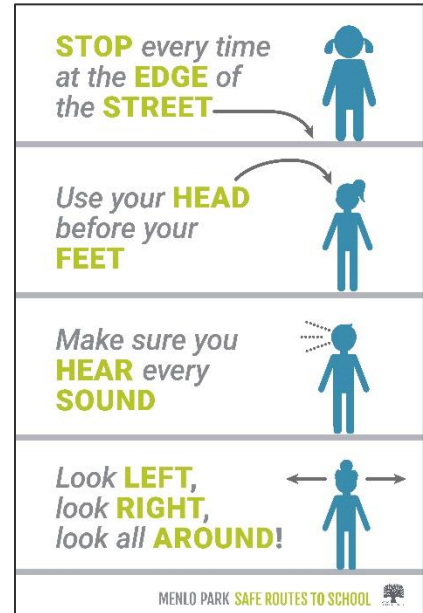 STOP every time
at the EDGE of
the STREET
Use your HEAD
before your
FEET
Make sure you
HEAR every
SOUND
Look LEFT,
look RIGHT,
look all AROUND!
MENLO PARK SAFE ROUTES TO SCHOOL